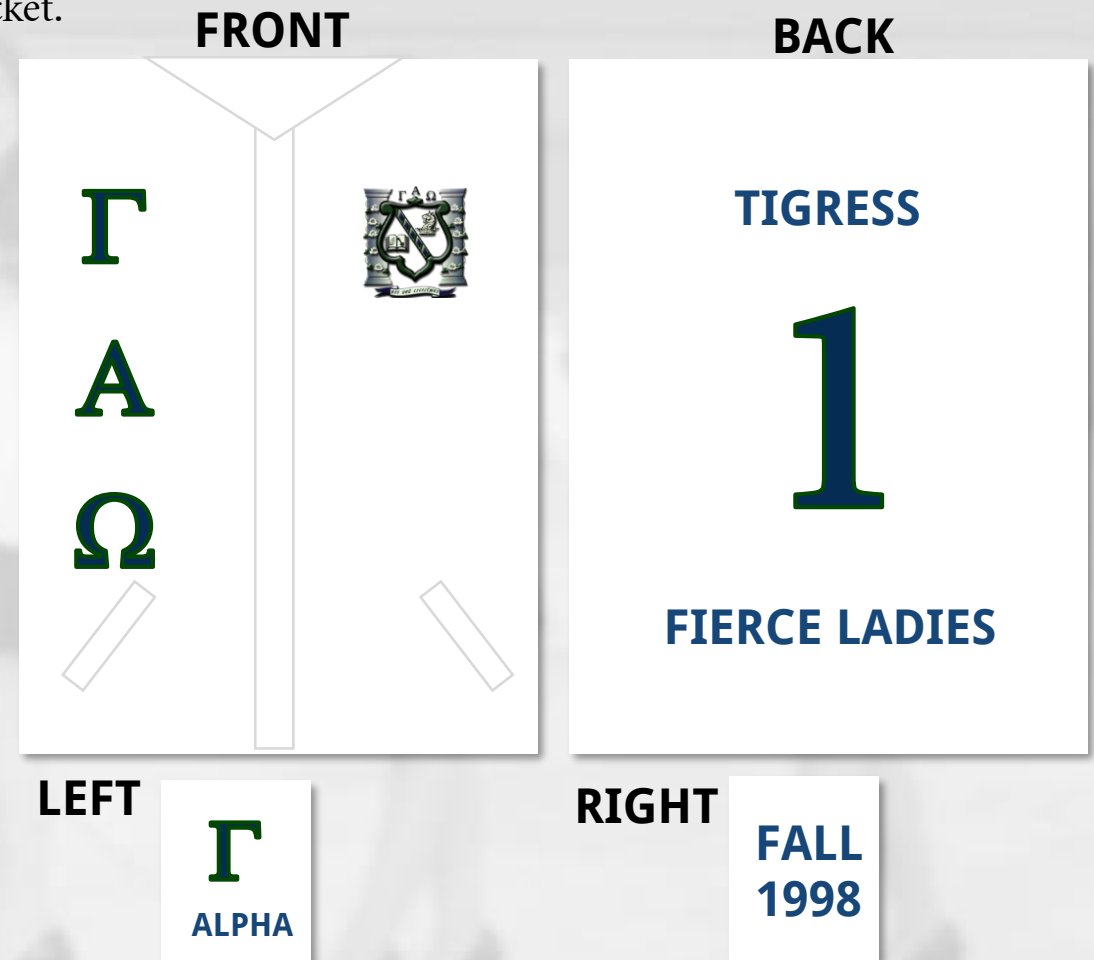 cket.
FRONT
BACK
Γ
Α
Ω
Γ Α Ω
TIGRESS
1
FIERCE LADIES
LEFT
Γ
ALPHA
RIGHT
FALL
1998